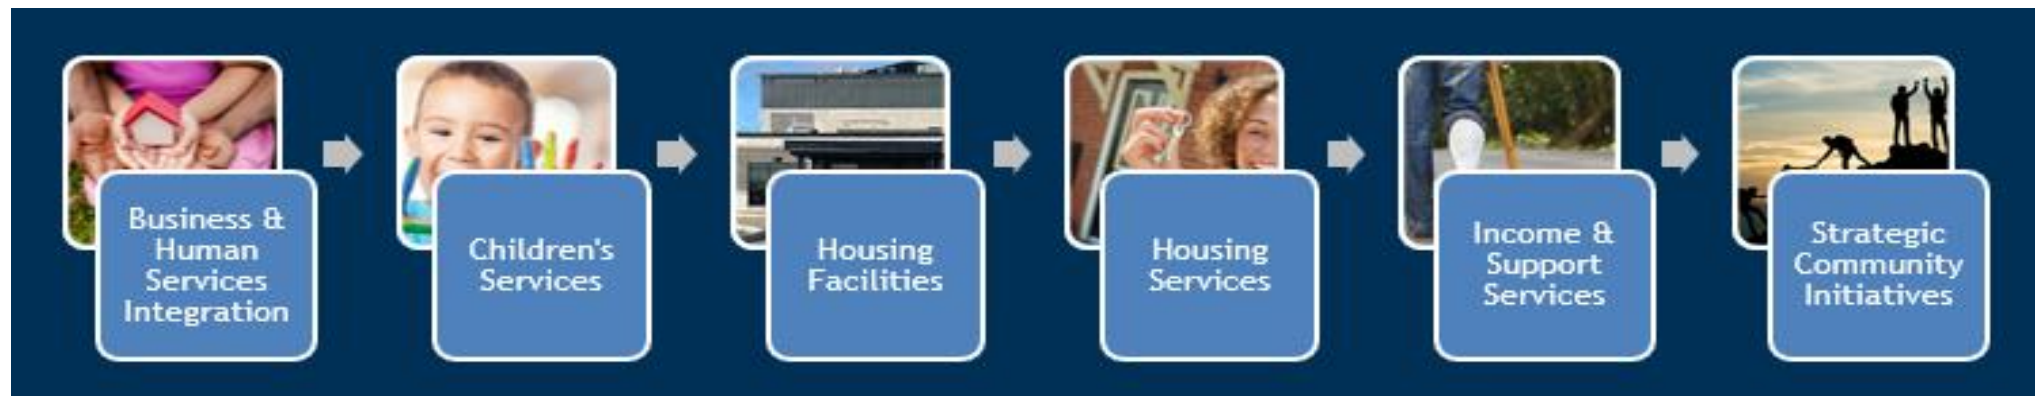 Business &
Human
Services
Integration
Children's
Services
Housing
Facilities
Housing
Services
Income &
Support
Services
Strategic
Community
Initiatives